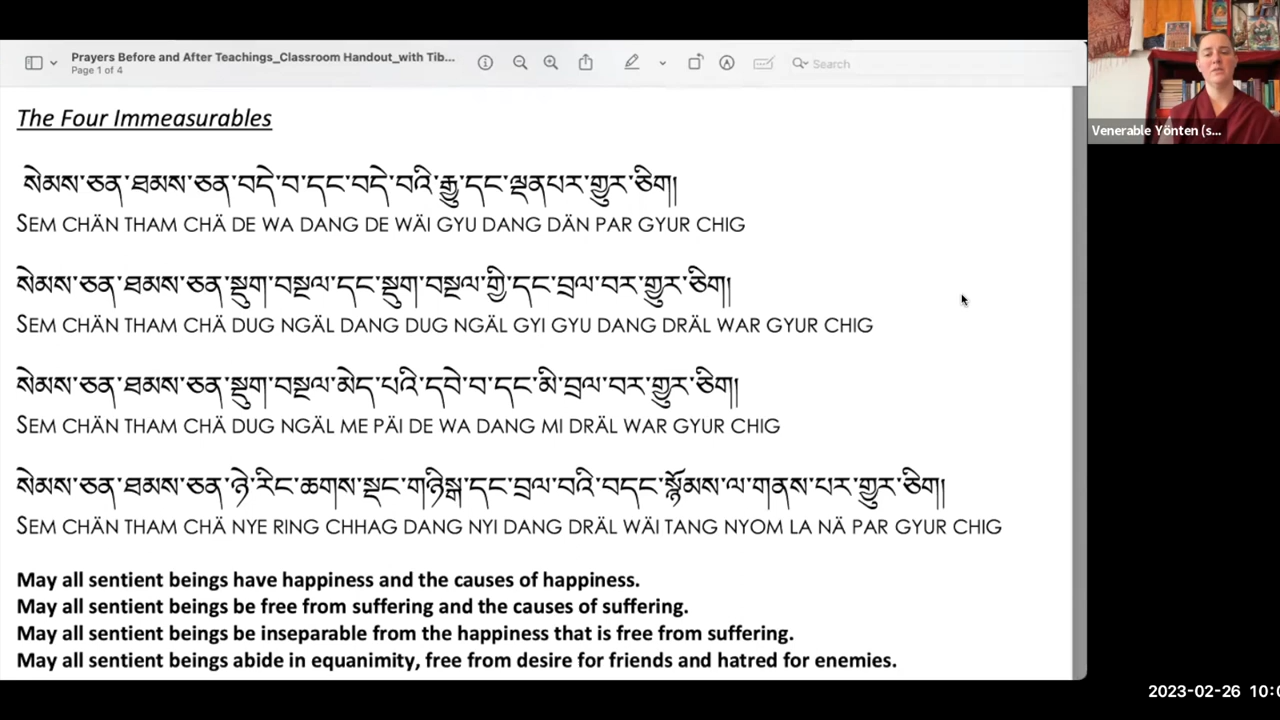 Prayers Before and After Teachings_Classroom Handout_with Tib...
Page 1 of 4
Search
The Four Immeasurables
སེམས་ཅན་ཐམས་ཅན་བདེ་བ་དང་བདེ་བའི་རྒྱུ་དང་ལྡནཔར་གྱུར་ཅིག།
SEM CHÄN THAM CHÄ DE WA DANG DE WÄI GYU DANG DÄN PAR GYUR CHIG
སེམས་ཅན་ཐམས་ཅན་སྡུག་བསྔལ་དང་སྡུག་བསྔལ་གྱི་དང་བྲལ་བར་གྱུར་ཅིག།
SEM CHÄN THAM CHÄ DUG NGÄL DANG DUG NGÄL GYI GYU DANG DRÄL WAR GYUR CHIG
སེམས་ཅན་ཐམས་ཅན་སྡུག་བསྔལ་མེད་པའི་དབེ་བ་དང་མི་བྲལ་བར་གྱུར་ཅིག།
SEM CHÄN THAM CHÄ DUG NGÄL ME PÄI DE WA DANG MI DRÄL WAR GYUR CHIG
སེམས་ཅན་ཐམས་ཅན་ཉེ་རིང་ཆགས་སྡང་གཉིསྒ་དང་བྲལ་བའི་བདང་སྙོམས་ལ་གནས་པར་གྱུར་ཅིག།
SEM CHÄN THAM CHÄ NYE RING CHHAG DANG NYI DANG DRÄL WÄI TANG NYOM LA NÄ PAR GYUR CHIG
May all sentient beings have happiness and the causes of happiness.
May all sentient beings be free from suffering and the causes of suffering.
May all sentient beings be inseparable from the happiness that is free from suffering.
May all sentient beings abide in equanimity, free from desire for friends and hatred for enemies.
Venerable Yönten (s...
2023-02-26 10:0